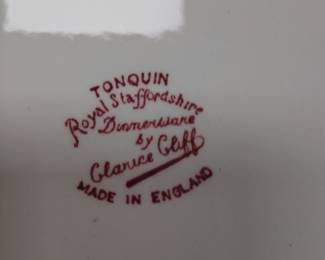 TONQUIN
Royal Staffordshire
Dinnerware
by
Clarice Cliff
MADE IN ENGLAND